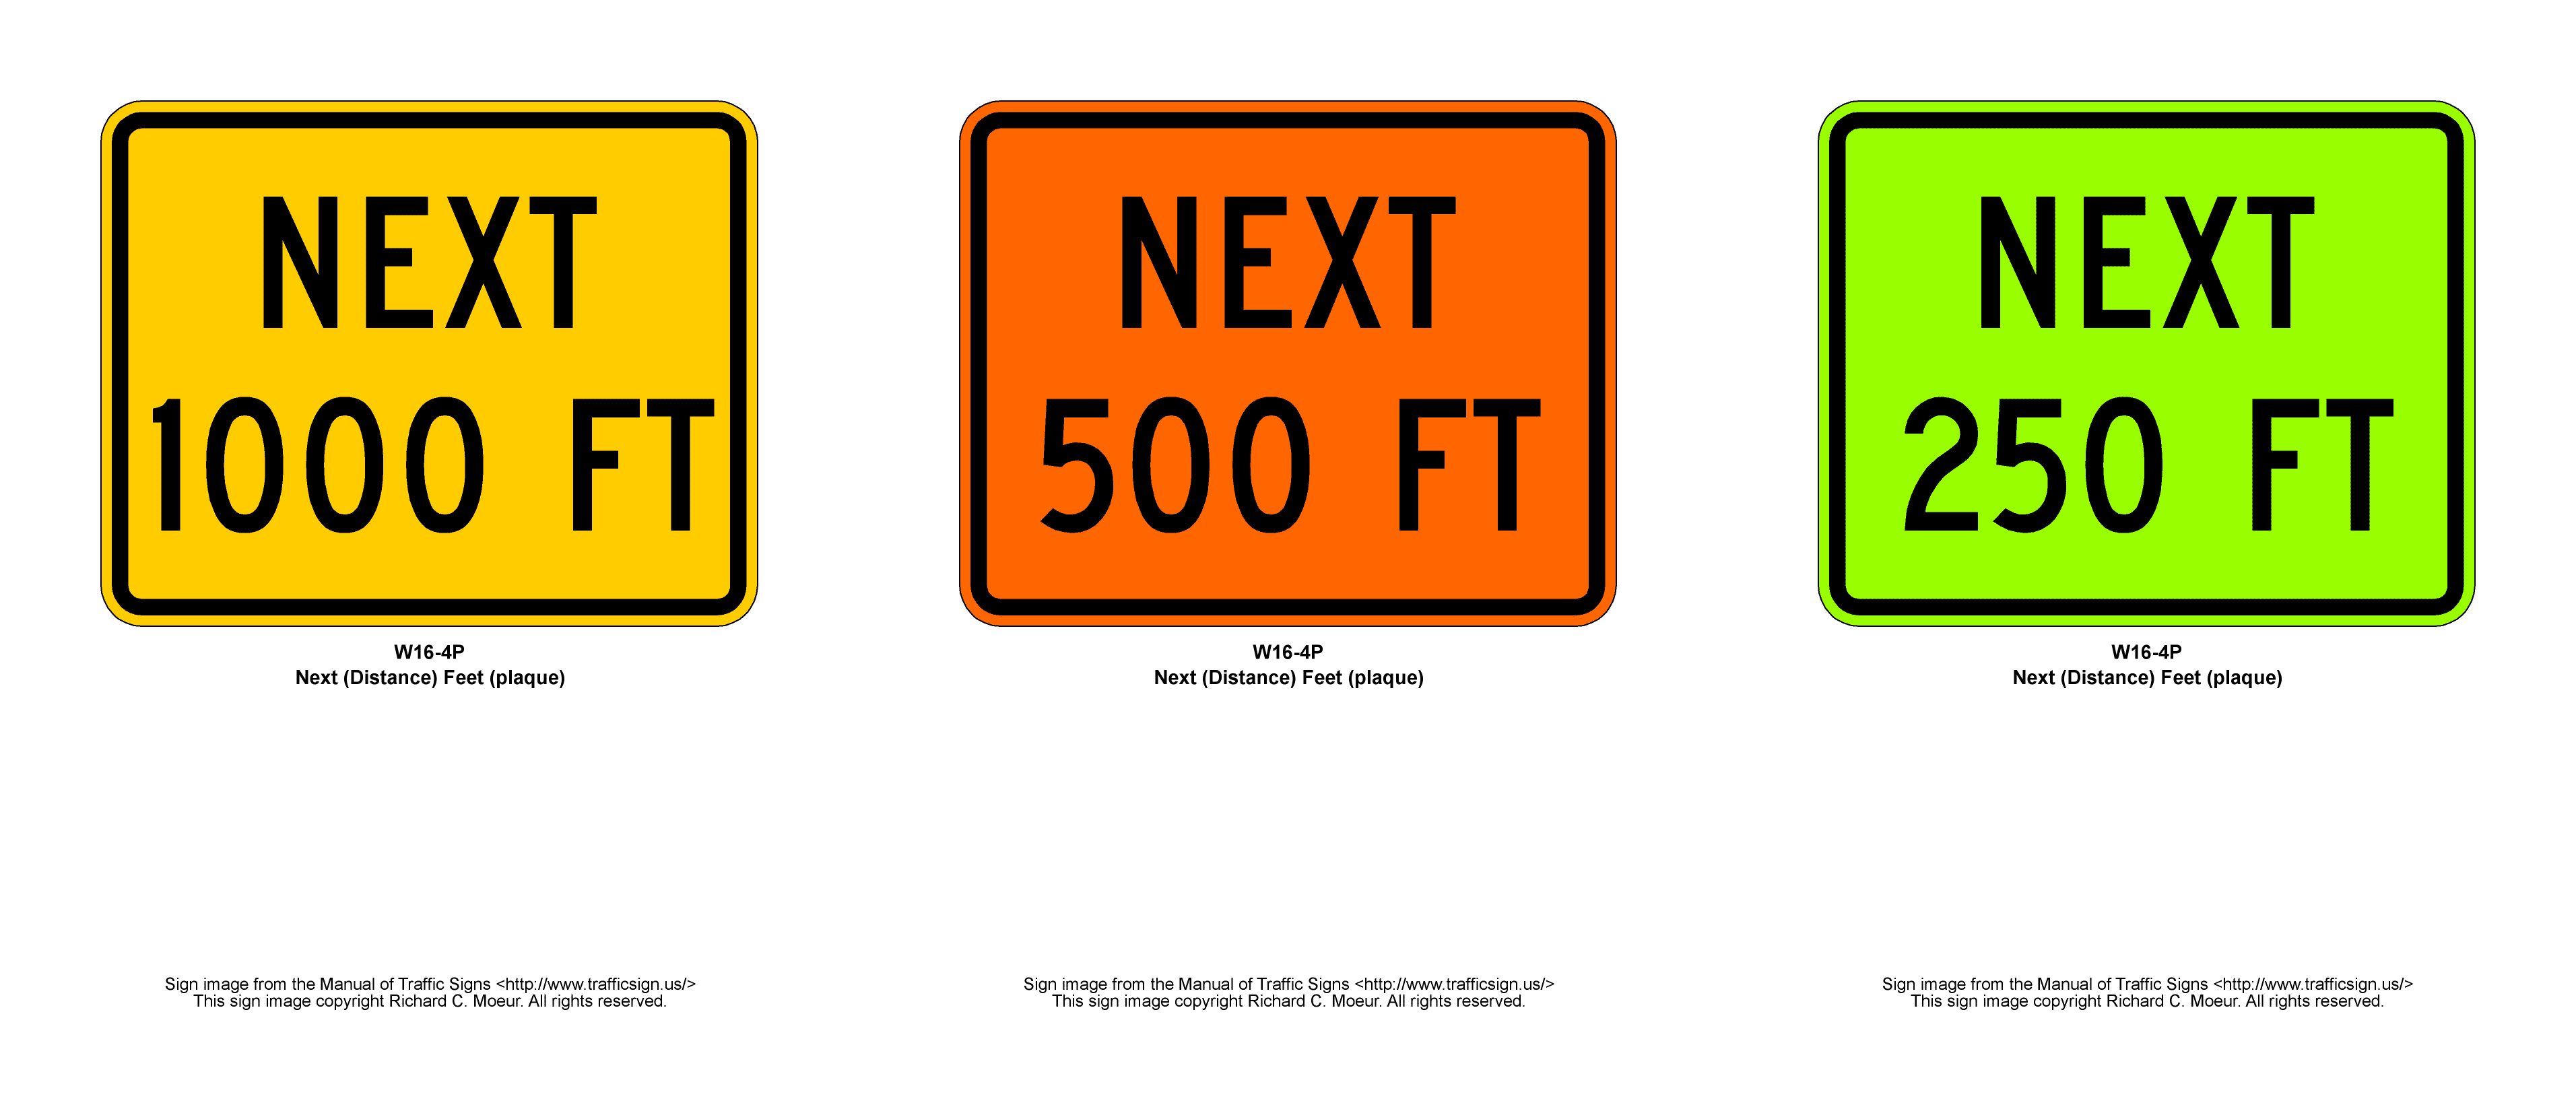 NEXT
1000 FT
W16-4P
Next (Distance) Feet (plaque)
Sign image from the Manual of Traffic Signs <http://www.trafficsign.us/>
This sign image copyright Richard C. Moeur. All rights reserved.
NEXT
500 FT
W16-4P
Next (Distance) Feet (plaque)
Sign image from the Manual of Traffic Signs <http://www.trafficsign.us/>
This sign image copyright Richard C. Moeur. All rights reserved.
NEXT
250 FT
W16-4P
Next (Distance) Feet (plaque)
Sign image from the Manual of Traffic Signs <http://www.trafficsign.us/>
This sign image copyright Richard C. Moeur. All rights reserved.